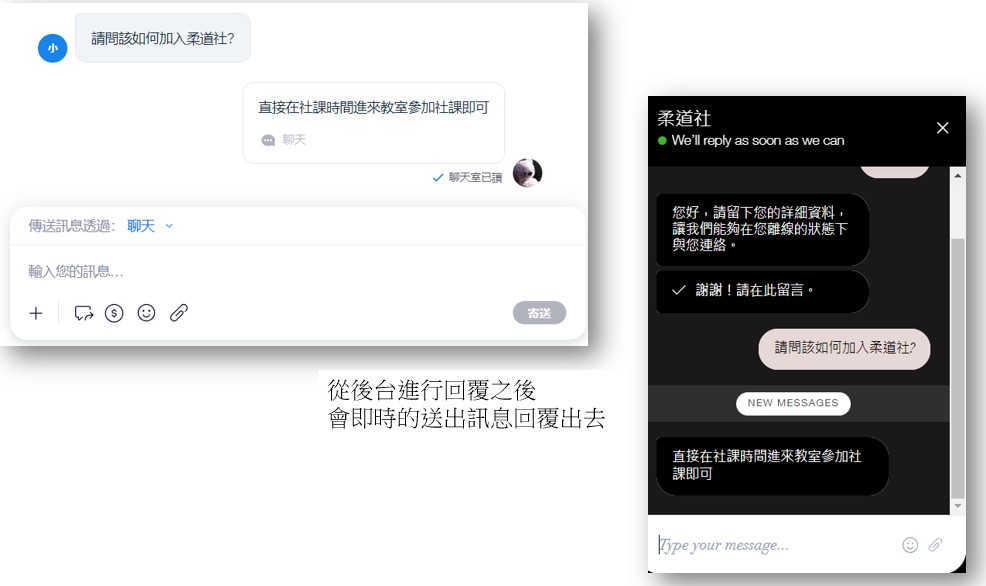 小
請問該如何加入柔道社?
直接在社課時間進來教室參加社課即可
聊天
聊天室已讀
傳送訊息透過: 聊天
輸入您的訊息...
寄送
從後台進行回覆之後
會即時的送出訊息回覆出去
柔道社
We'll reply as soon as we can
您好，請留下您的詳細資料，
讓我們能夠在您離線的狀態下
與您連絡。
謝謝！請在此留言。
請問該如何加入柔道社?
NEW MESSAGES
直接在社課時間進來教室參加社
課即可
Type your message...